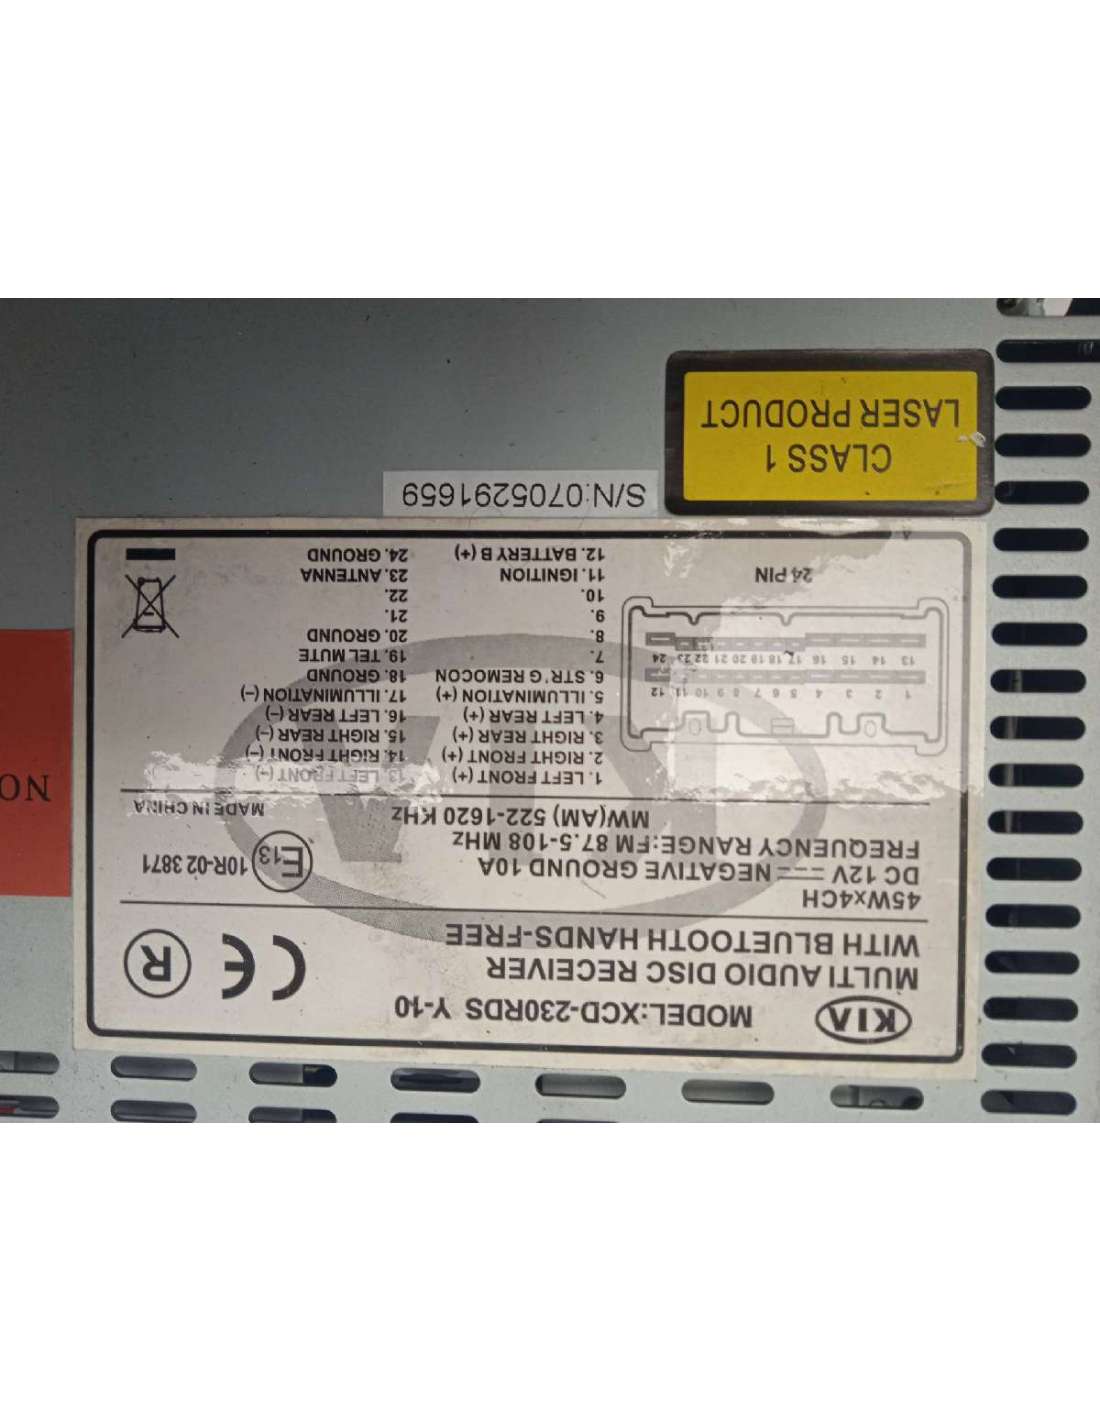 KIA
MODEL:XCD-230RDS Y-10
MULTI AUDIO DISC RECEIVER
WITH BLUETOOTH HANDS-FREE
CE
R
45Wx4CH
DC 12V NEGATIVE GROUND 10A
FREQUENCY RANGE:FM 87.5-108 MHz
MW(AM) 522-1620 KHz
E13
10R-02 3871
MADE IN CHINA
KIA
1 2 3 4 5 6 7 8 9 10 11 12
13 14 15 16 17 18 19 20 21 22 23 24
24 PIN
1. LEFT FRONT (+)
2. RIGHT FRONT (+)
3. RIGHT REAR (+)
4. LEFT REAR (+)
5. ILLUMINATION (+)
6. STR'G REMOCON
7.
8.
9.
10.
11. IGNITION
12. BATTERY B (+)
13. LEFT FRONT (−)
14. RIGHT FRONT (−)
15. RIGHT REAR (−)
16. LEFT REAR (−)
17. ILLUMINATION (−)
18. GROUND
19. TEL MUTE
20. GROUND
21.
22.
23. ANTENNA
24. GROUND
S/N:0705291659
CLASS 1
LASER PRODUCT
NO